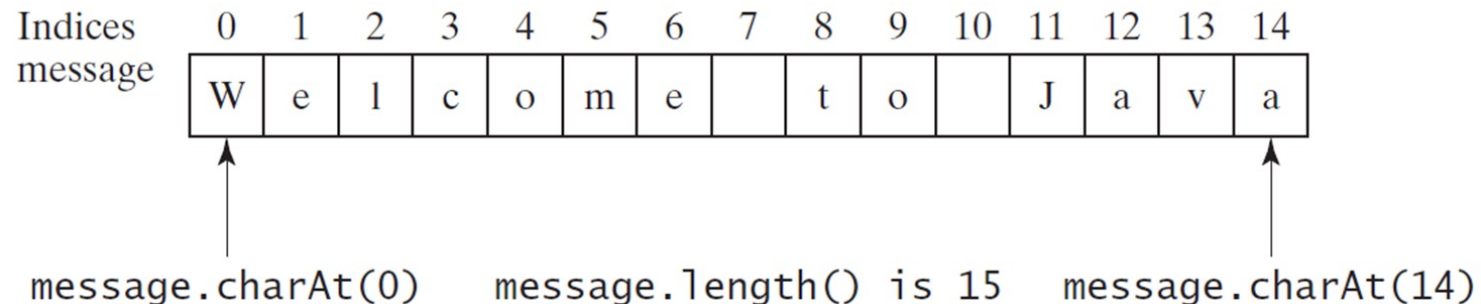 Indices 0 1 2 3 4 5 6 7 8 9 10 11 12 13 14
message W e l c o m e t o J a v a
message.charAt(0) message.length() is 15 message.charAt(14)